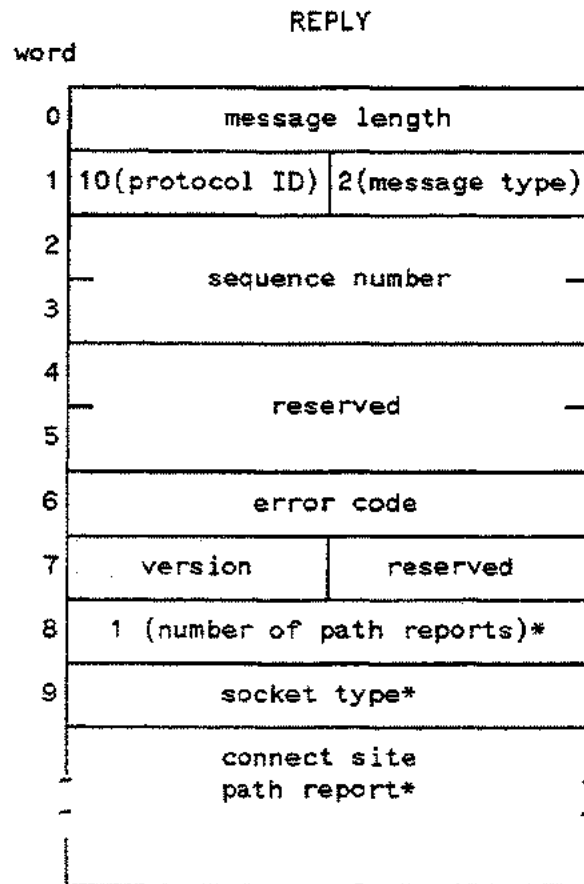 REPLY
word
0 message length
1 10(protocol ID) 2(message type)
2
sequence number
3
4
reserved
5
6 error code
7 version reserved
8 1 (number of path reports)*
9 socket type*
connect site
path report*